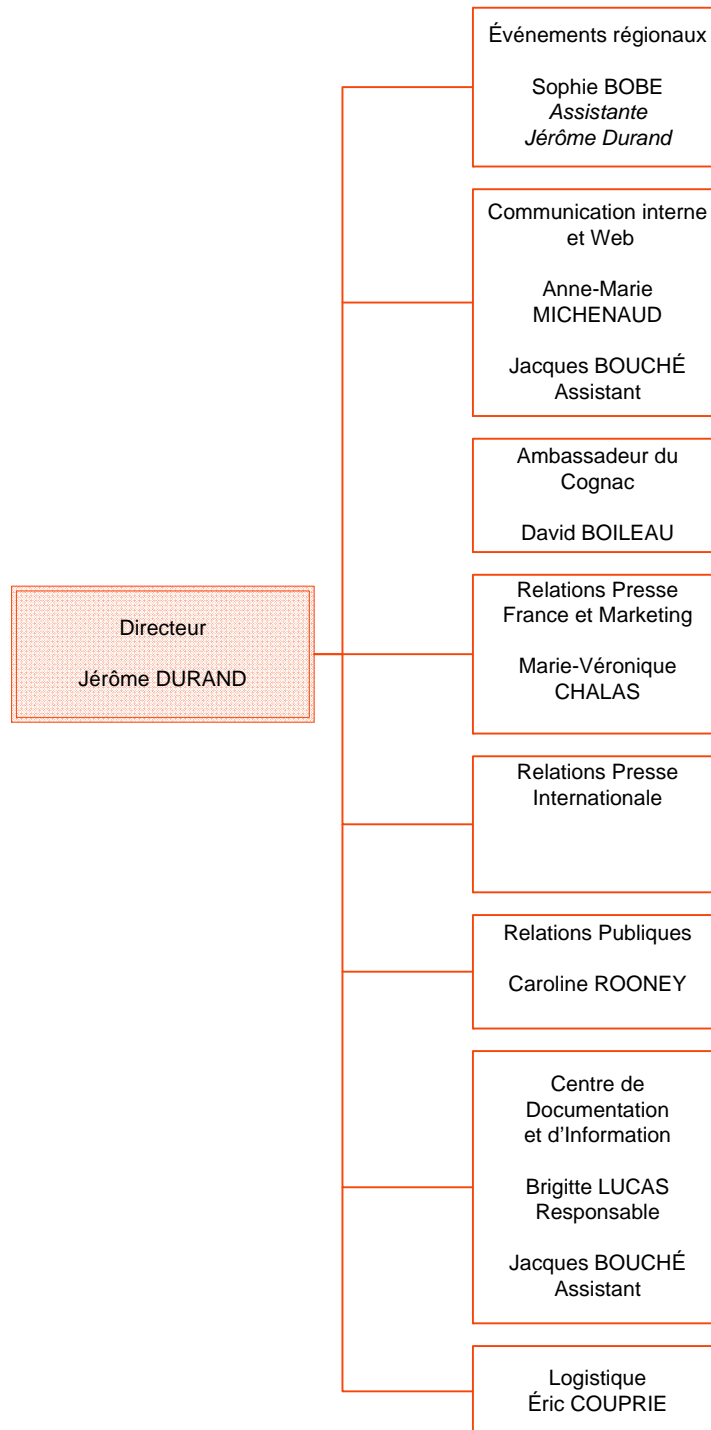 Événements régionaux
Sophie BOBE
Assistante
Jérôme Durand
Communication interne
et Web
Anne-Marie
MICHENAUD
Jacques BOUCHÉ
Assistant
Ambassadeur du
Cognac
David BOILEAU
Directeur
Jérôme DURAND
Relations Presse
France et Marketing
Marie-Véronique
CHALAS
Relations Presse
Internationale
Relations Publiques
Caroline ROONEY
Centre de
Documentation
et d’Information
Brigitte LUCAS
Responsable
Jacques BOUCHÉ
Assistant
Logistique
Éric COUPRIE